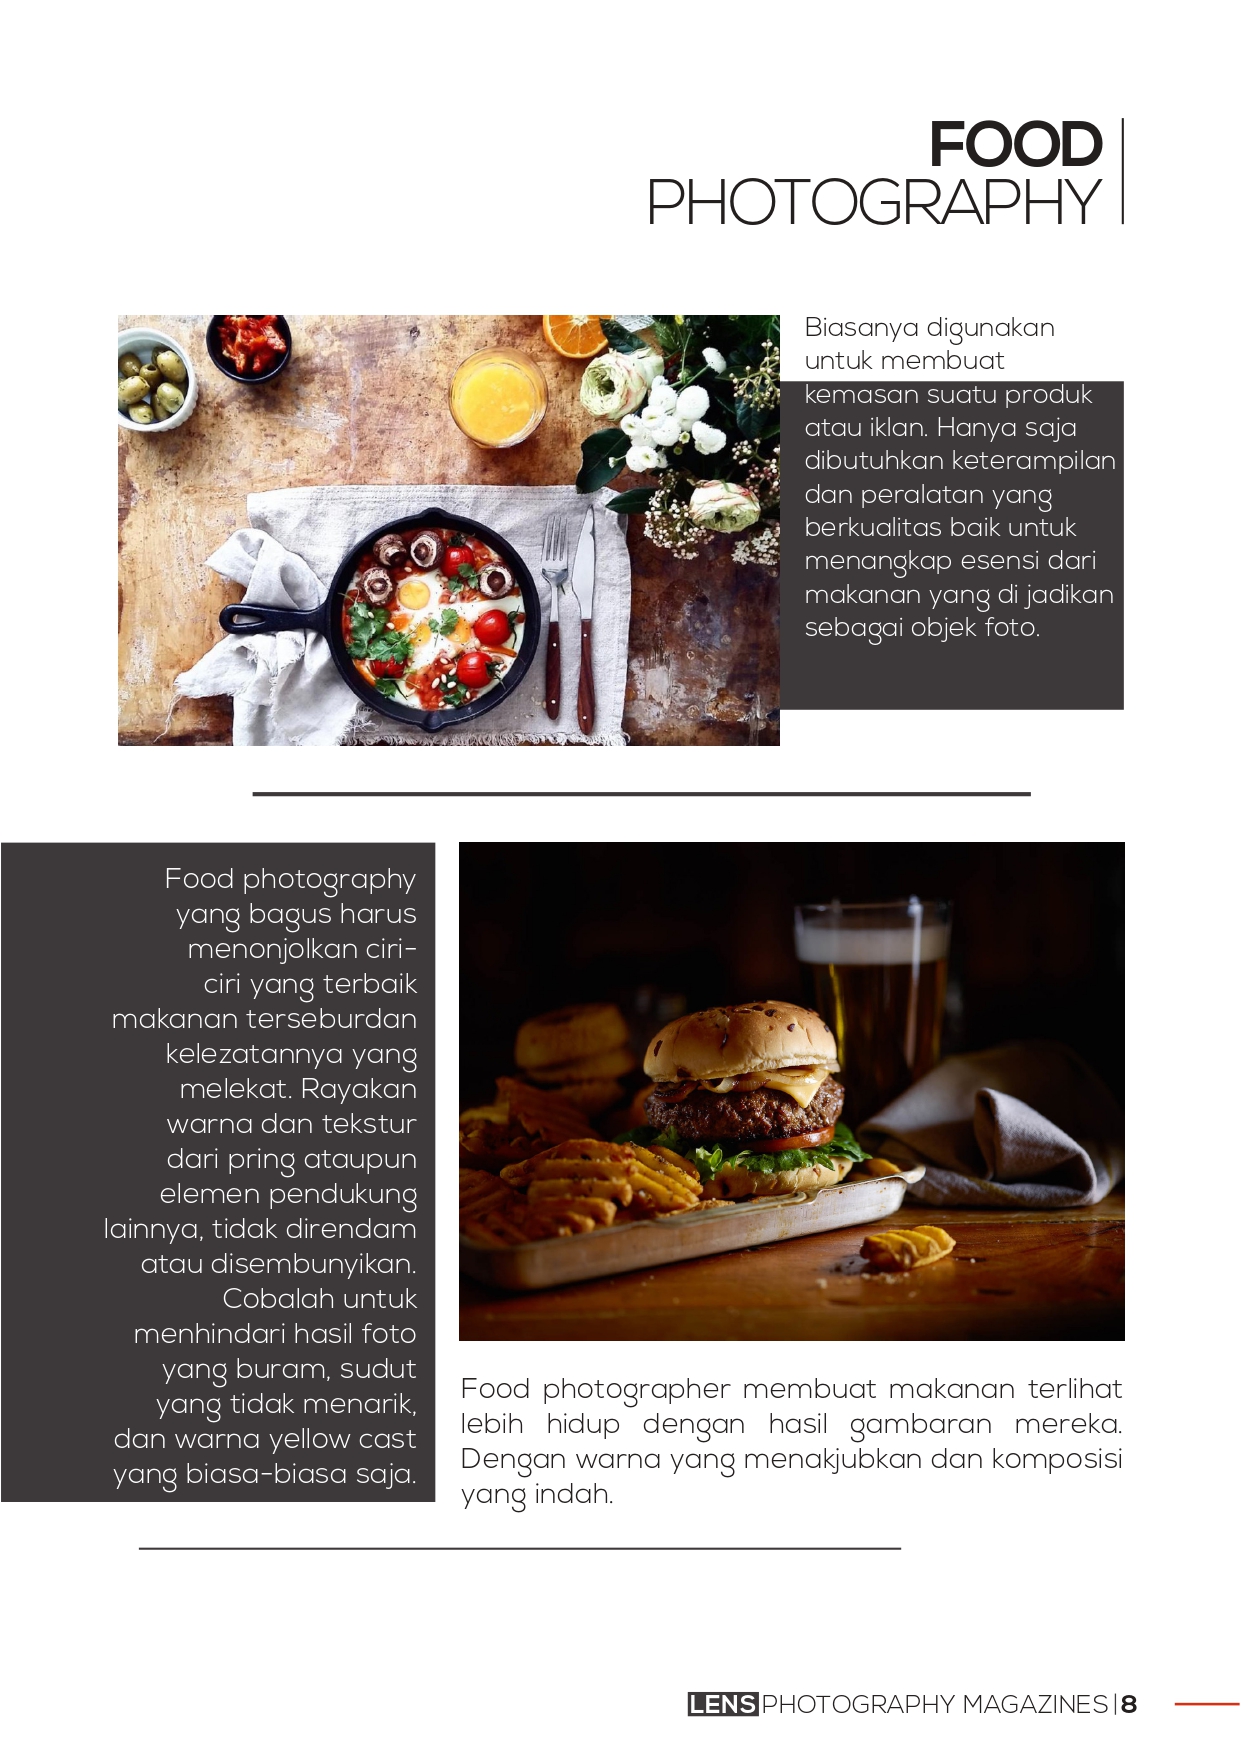 FOOD
PHOTOGRAPHY
Biasanya digunakan
untuk membuat
kemasan suatu produk
atau iklan. Hanya saja
dibutuhkan keterampilan
dan peralatan yang
berkualitas baik untuk
menangkap esensi dari
makanan yang di jadikan
sebagai objek foto.
Food photography
yang bagus harus
menonjolkan ciri-
ciri yang terbaik
makanan terseburdan
kelezatannya yang
melekat. Rayakan
warna dan tekstur
dari pring ataupun
elemen pendukung
lainnya, tidak direndam
atau disembunyikan.
Cobalah untuk
menhindari hasil foto
yang buram, sudut
yang tidak menarik,
dan warna yellow cast
yang biasa-biasa saja.
Food photographer membuat makanan terlihat
lebih hidup dengan hasil gambaran mereka.
Dengan warna yang menakjubkan dan komposisi
yang indah.
LENS PHOTOGRAPHY MAGAZINES|8